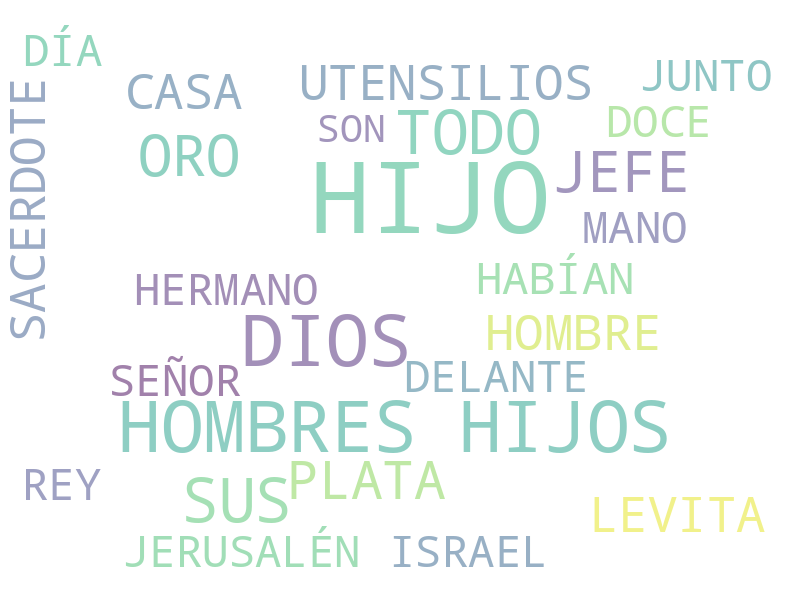 DÍA
CASA
UTENSILIOS
JUNTO
SACERDOTE
ORO
SON
TODO
DOCE
HIJO
JEFE
MANO
HERMANO
HABÍAN
DIOS
HOMBRE
SEÑOR
DELANTE
HOMBRES HIJOS
REY
SUS
PLATA
LEVITA
JERUSALÉN
ISRAEL